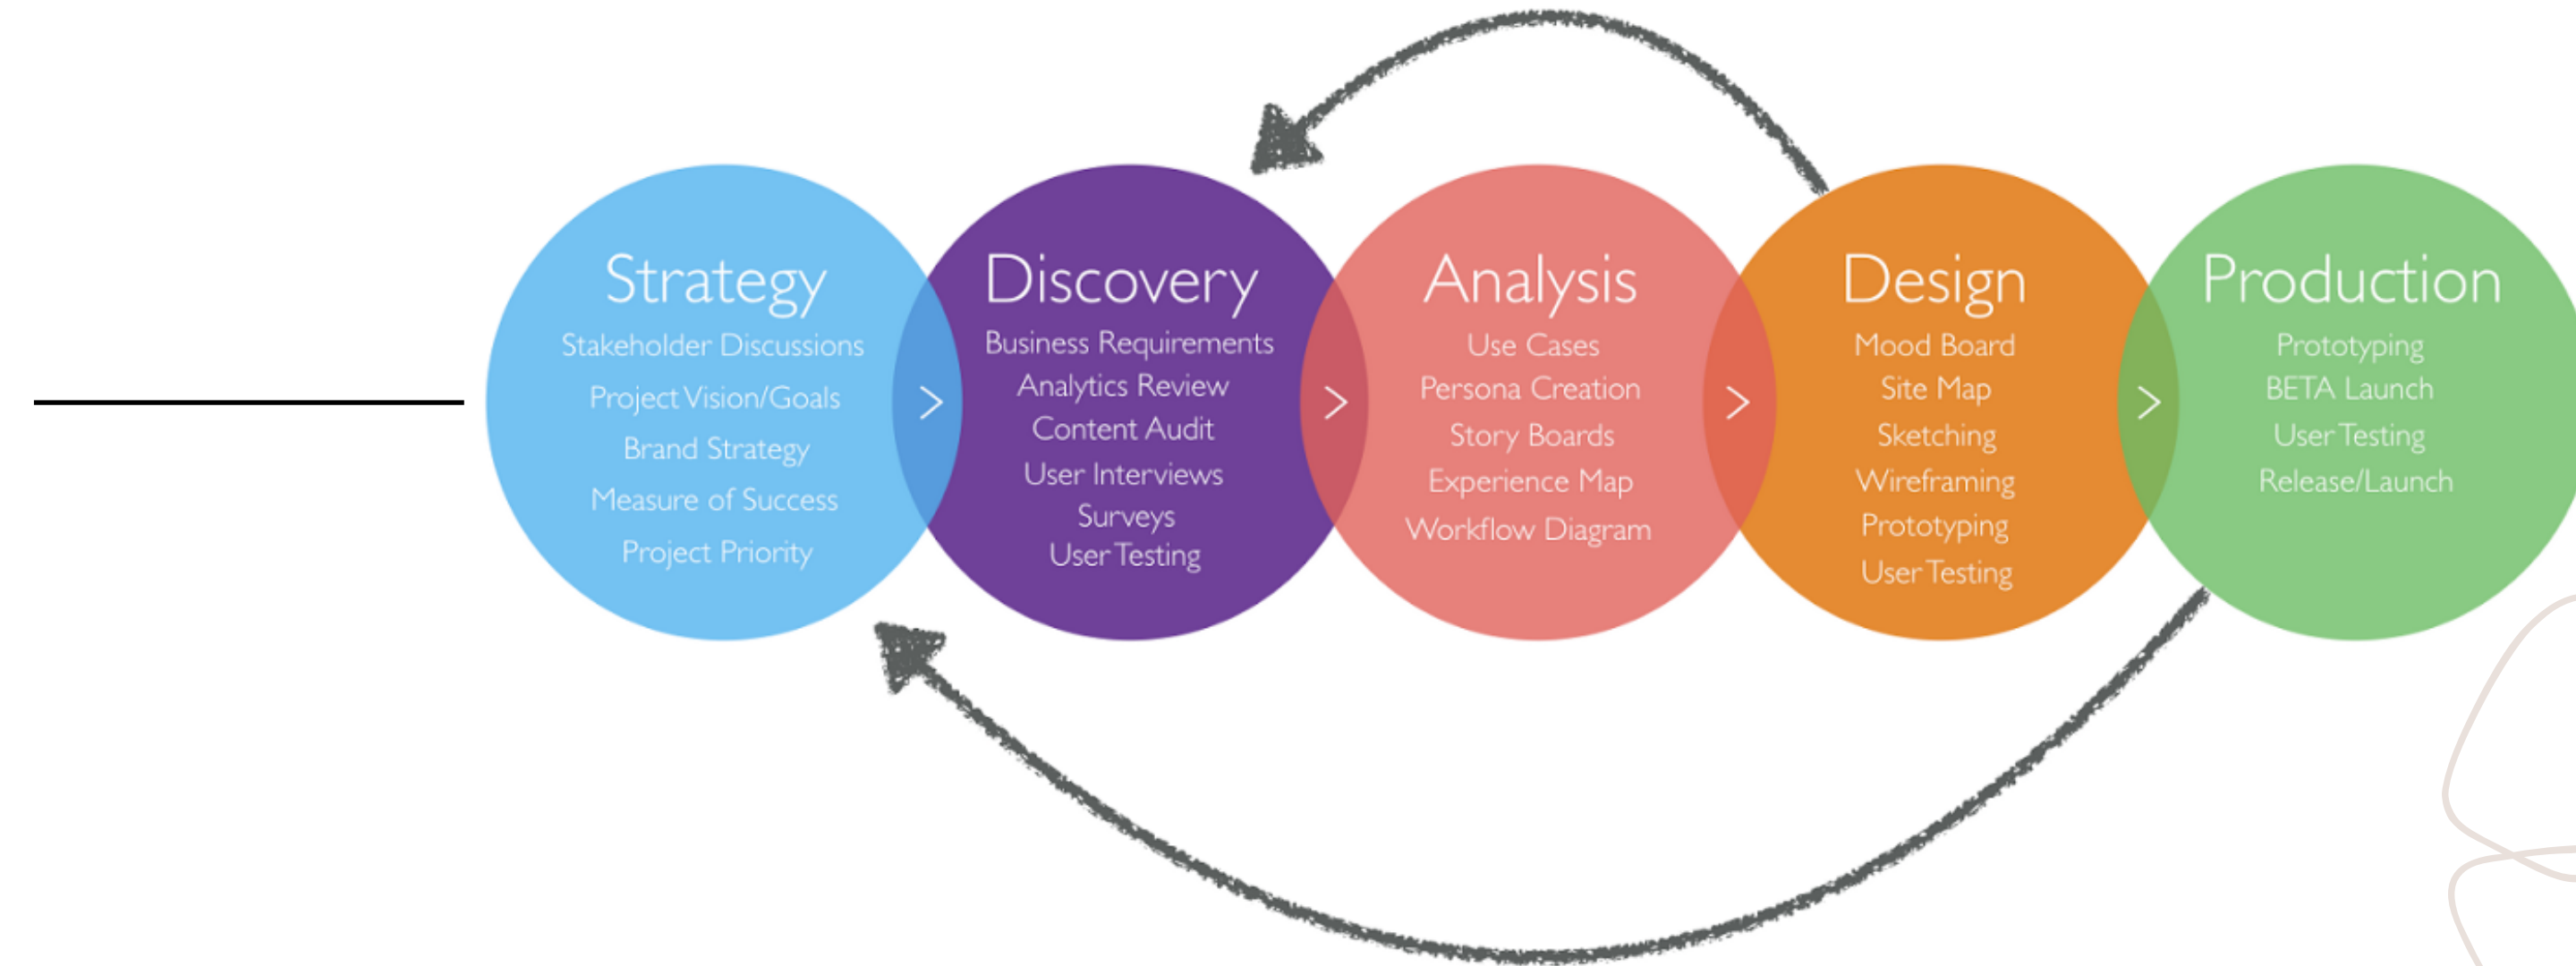 Strategy
Stakeholder Discussions
Project Vision/Goals
Brand Strategy
Measure of Success
Project Priority
>
Discovery
Business Requirements
Analytics Review
Content Audit
User Interviews
Surveys
User Testing
>
Analysis
Use Cases
Persona Creation
Story Boards
Experience Map
Workflow Diagram
>
Design
Mood Board
Site Map
Sketching
Wireframing
Prototyping
User Testing
>
Production
Prototyping
BETA Launch
User Testing
Release/Launch